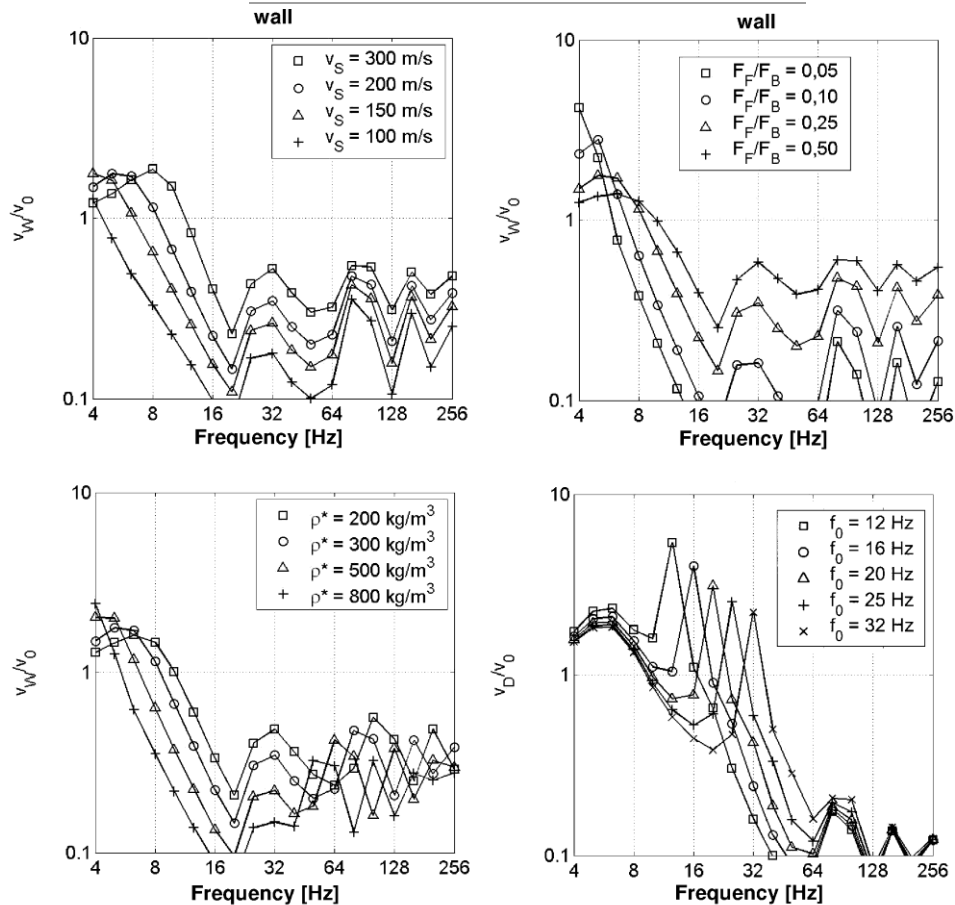 wall
10
1
0.1
v_W/v_0
v_S = 300 m/s
v_S = 200 m/s
v_S = 150 m/s
v_S = 100 m/s
4 8 16 32 64 128 256
Frequency [Hz]
wall
10
1
0.1
v_W/v_0
F_F/F_B = 0,05
F_F/F_B = 0,10
F_F/F_B = 0,25
F_F/F_B = 0,50
4 8 16 32 64 128 256
Frequency [Hz]
10
1
0.1
v_W/v_0
ρ* = 200 kg/m³
ρ* = 300 kg/m³
ρ* = 500 kg/m³
ρ* = 800 kg/m³
4 8 16 32 64 128 256
Frequency [Hz]
10
1
0.1
v_D/v_0
f_0 = 12 Hz
f_0 = 16 Hz
f_0 = 20 Hz
f_0 = 25 Hz
f_0 = 32 Hz
4 8 16 32 64 128 256
Frequency [Hz]